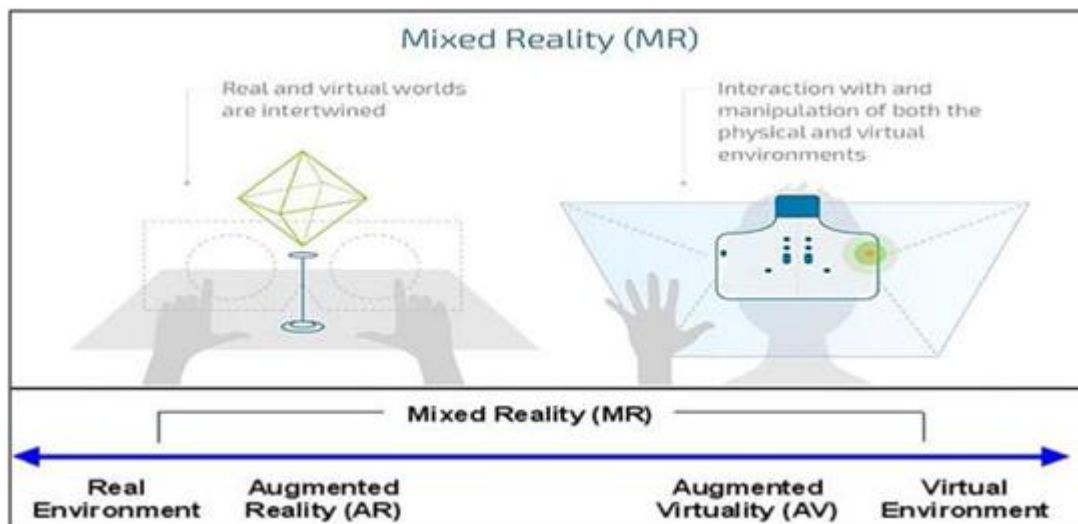 Mixed Reality (MR)
Real and virtual worlds
are intertwined
Interaction with and
manipulation of both the
physical and virtual
environments
Mixed Reality (MR)
Real
Environment
Augmented
Reality (AR)
Augmented
Virtuality (AV)
Virtual
Environment